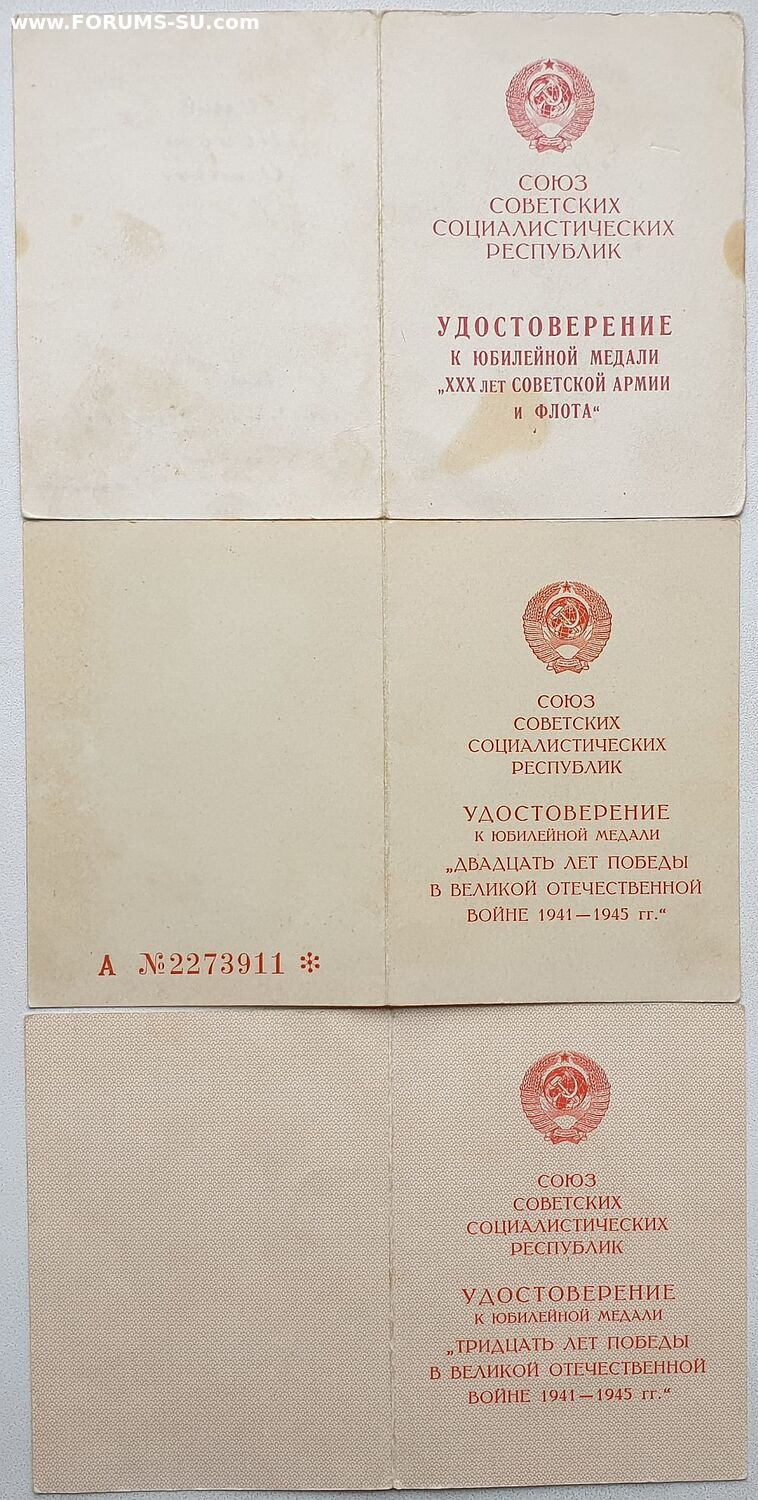 www.FORUMS-SU.com
СОЮЗ
СОВЕТСКИХ
СОЦИАЛИСТИЧЕСКИХ
РЕСПУБЛИК
УДОСТОВЕРЕНИЕ
К ЮБИЛЕЙНОЙ МЕДАЛИ
„XXX ЛЕТ СОВЕТСКОЙ АРМИИ
И ФЛОТА“
СОЮЗ
СОВЕТСКИХ
СОЦИАЛИСТИЧЕСКИХ
РЕСПУБЛИК
УДОСТОВЕРЕНИЕ
К ЮБИЛЕЙНОЙ МЕДАЛИ
„ДВАДЦАТЬ ЛЕТ ПОБЕДЫ
В ВЕЛИКОЙ ОТЕЧЕСТВЕННОЙ
ВОЙНЕ 1941—1945 гг.“
А №2273911 *
СОЮЗ
СОВЕТСКИХ
СОЦИАЛИСТИЧЕСКИХ
РЕСПУБЛИК
УДОСТОВЕРЕНИЕ
К ЮБИЛЕЙНОЙ МЕДАЛИ
„ТРИДЦАТЬ ЛЕТ ПОБЕДЫ
В ВЕЛИКОЙ ОТЕЧЕСТВЕННОЙ
ВОЙНЕ 1941—1945 гг.“